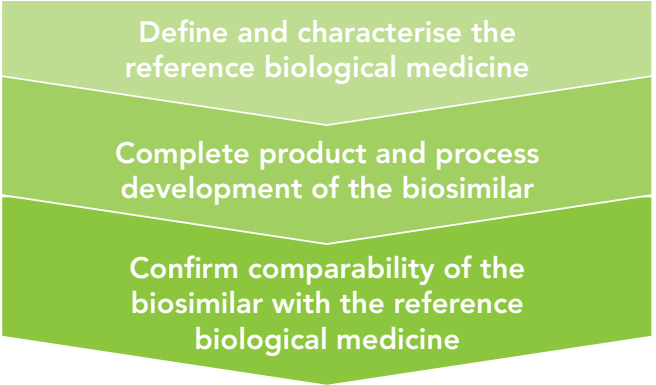 Define and characterise the
reference biological medicine
Complete product and process
development of the biosimilar
Confirm comparability of the
biosimilar with the reference
biological medicine